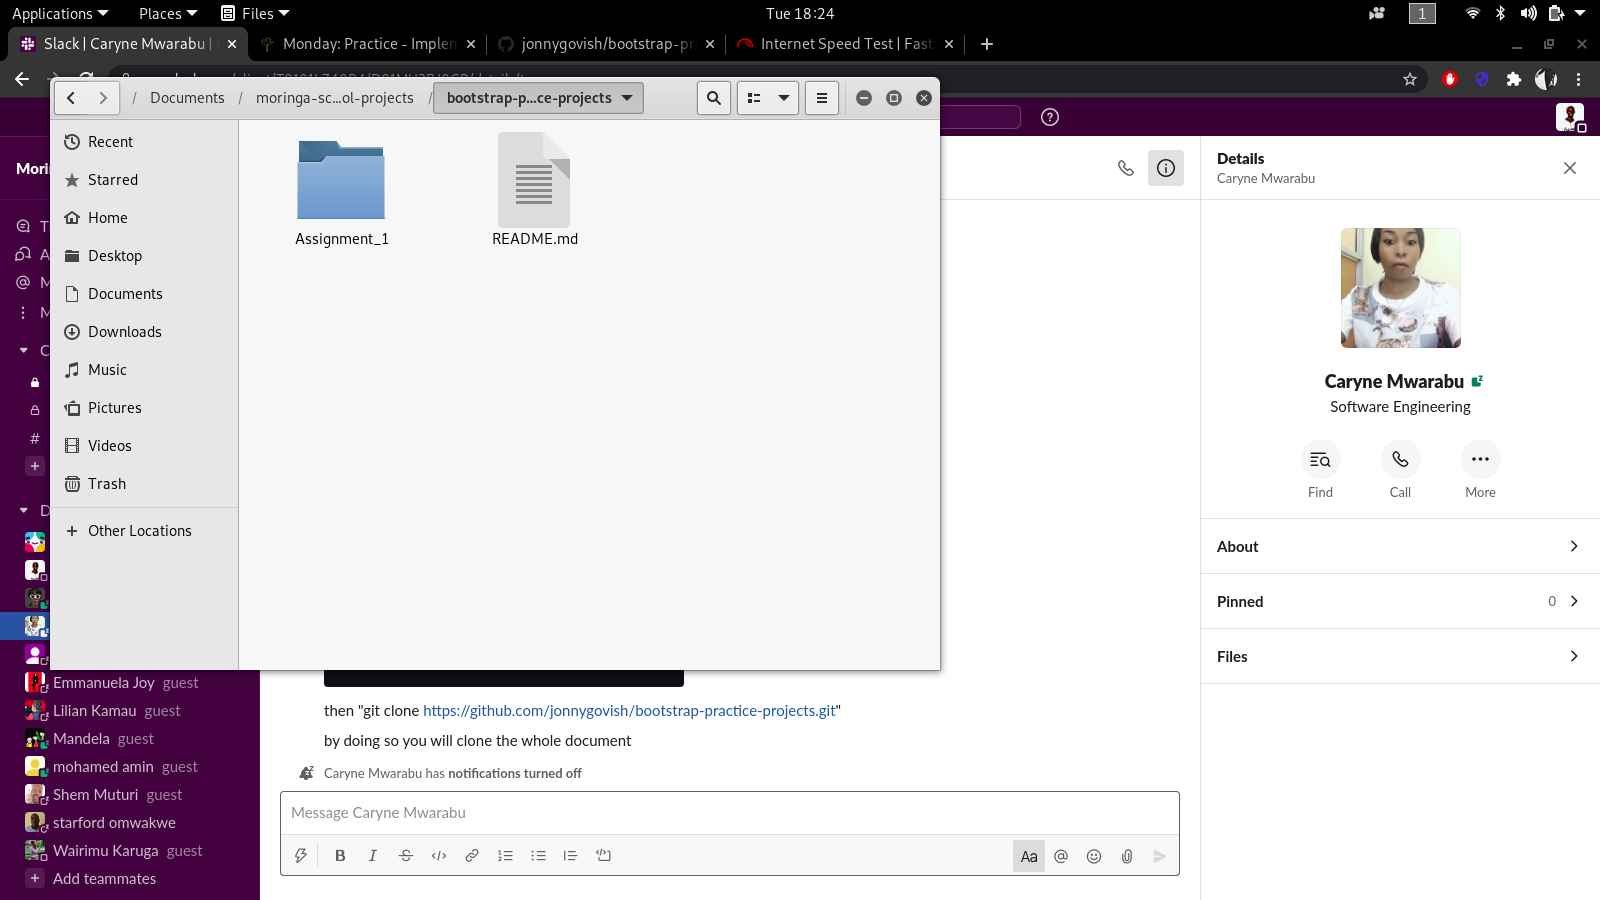 Applications Places Files Tue 18:24 1
Slack | Caryne Mwarabu | Monday: Practice - Implem jonnygovish/bootstrap-pr Internet Speed Test | Fast.
/ Documents / moringa-sc...ol-projects / bootstrap-p...ce-projects
Recent
Starred
Home
Desktop
Documents
Downloads
Music
Pictures
Videos
Trash
Other Locations
Assignment_1
README.md
Emmanuela Joy guest
Lilian Kamau guest
Mandela guest
mohamed amin guest
Shem Muturi guest
starford omwakwe
Wairimu Karuga guest
Add teammates
then "git clone https://github.com/jonnygovish/bootstrap-practice-projects.git"
by doing so you will clone the whole document
Caryne Mwarabu has notifications turned off
Message Caryne Mwarabu
B I S Aa @
Details
Caryne Mwarabu
Caryne Mwarabu
Software Engineering
Find Call More
About
Pinned 0
Files